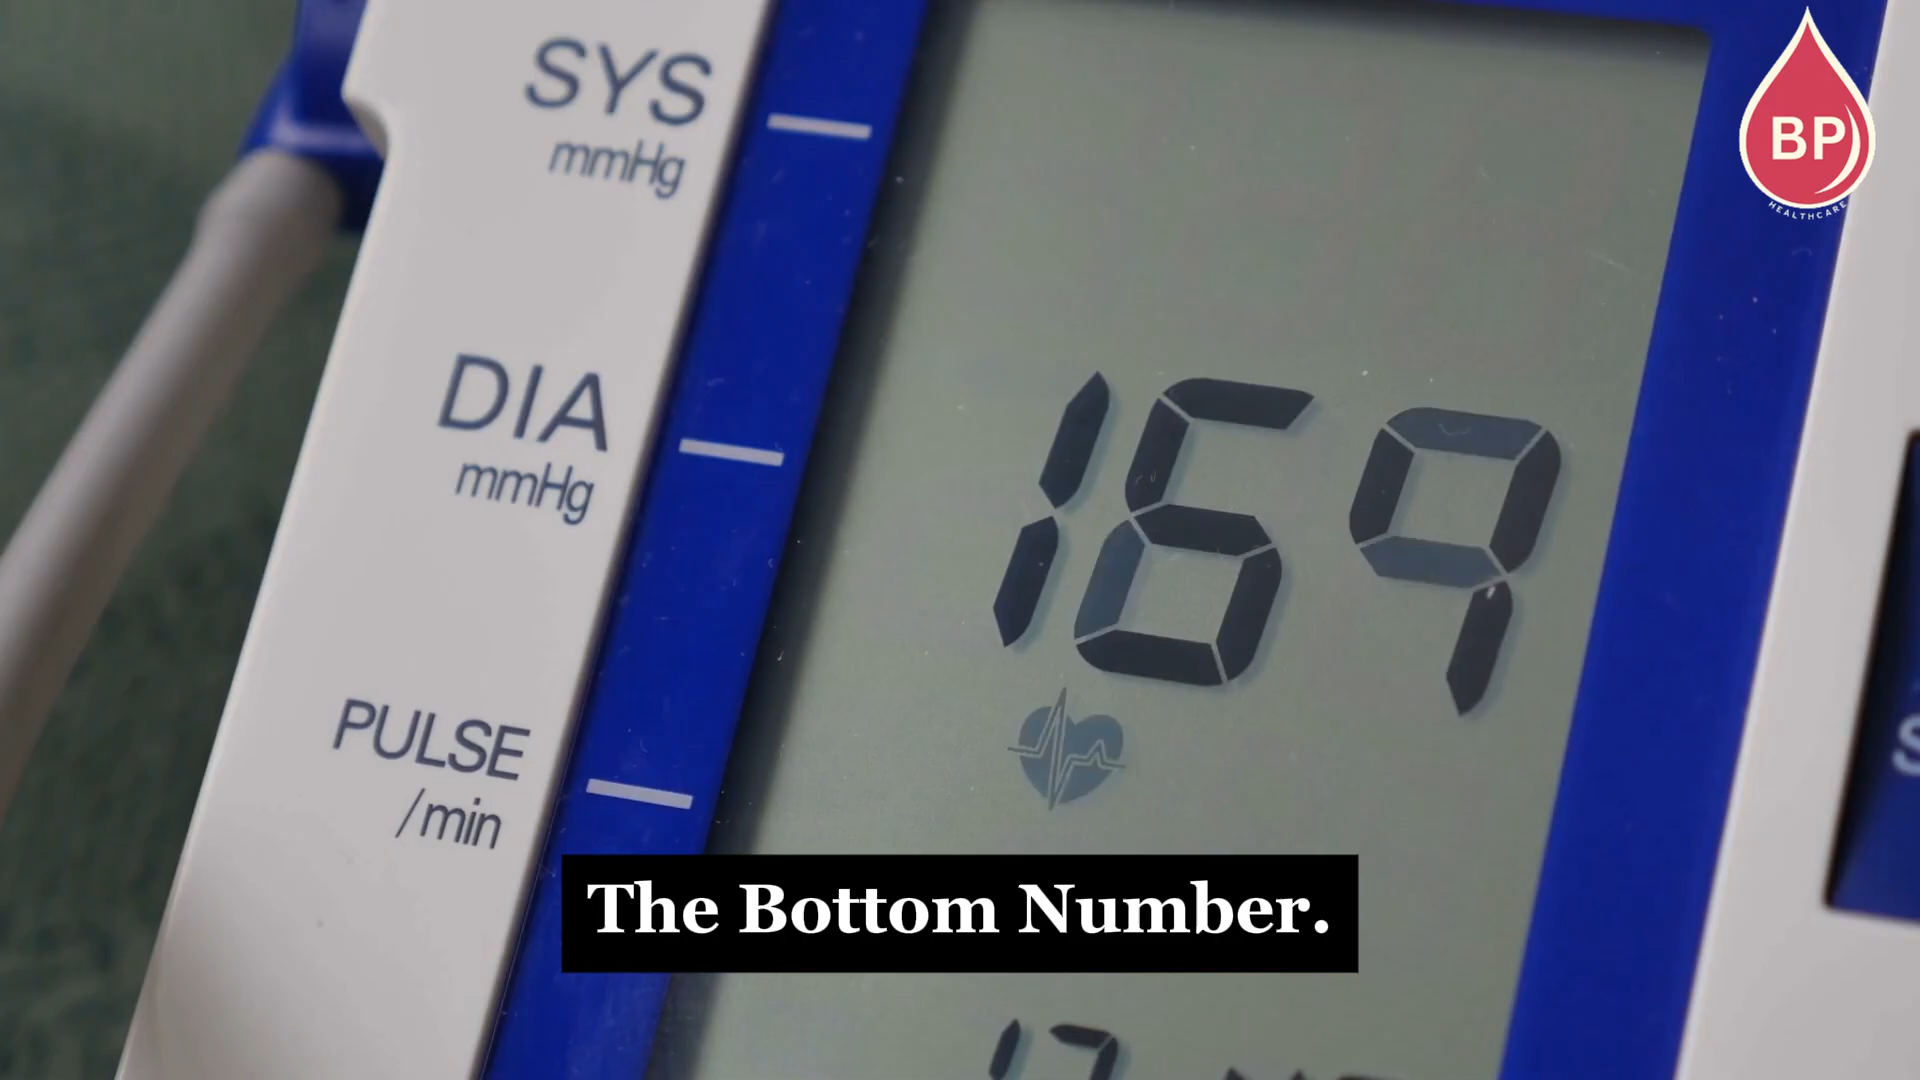 SYS
mmHg
BP
HEALTHCARE
DIA
mmHg
169
PULSE
/min
The Bottom Number.